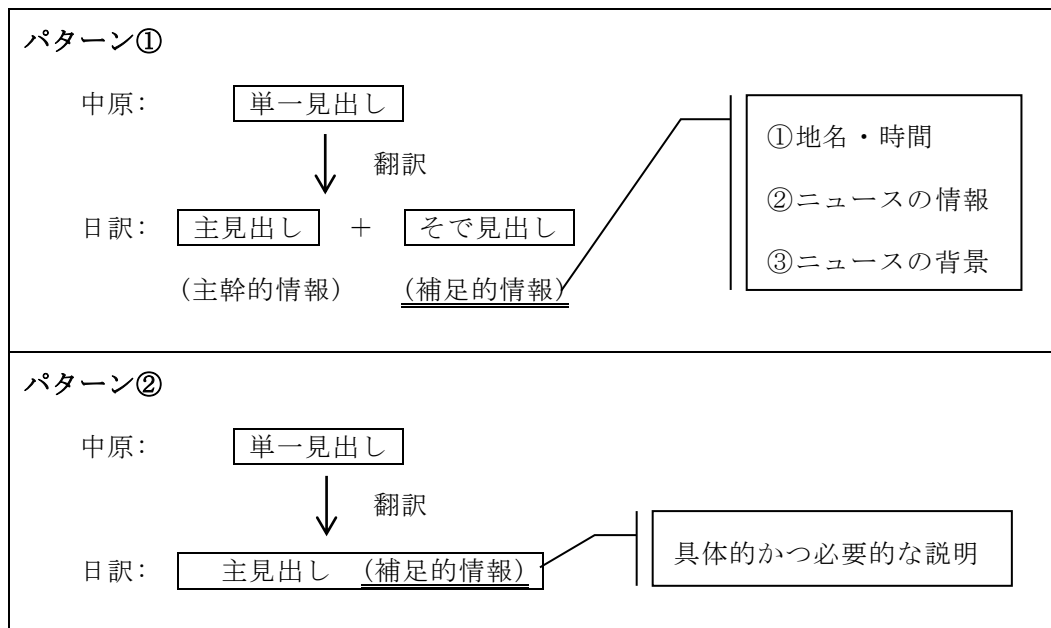 パターン①
中原： 単一見出し
翻訳
日訳： 主見出し ＋ そで見出し
(主幹的情報) (補足的情報)
①地名・時間
②ニュースの情報
③ニュースの背景
パターン②
中原： 単一見出し
翻訳
日訳： 主見出し (補足的情報)
具体的かつ必要的な説明